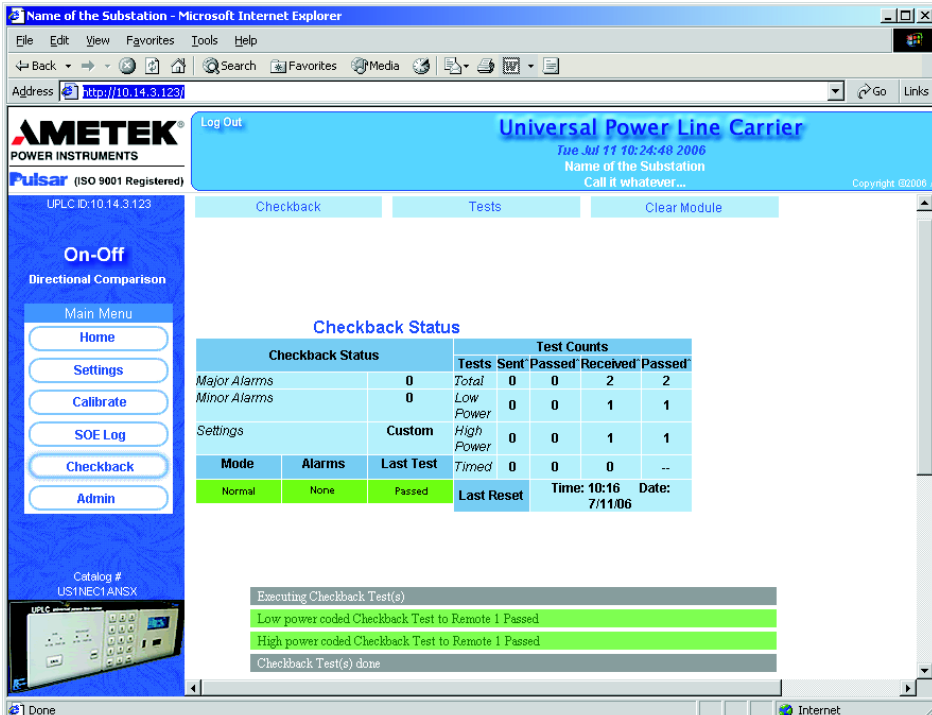 Name of the Substation - Microsoft Internet Explorer
File Edit View Favorites Tools Help
Back Search Favorites Media
Address http://10.14.3.123/ Go Links
AMETEK®
POWER INSTRUMENTS
Pulsar (ISO 9001 Registered)
Log Out
Universal Power Line Carrier
Tue Jul 11 10:24:48 2006
Name of the Substation
Call it whatever...
Copyright ©2006
UPLC ID:10.14.3.123
Checkback Tests Clear Module
On-Off
Directional Comparison
Main Menu
Home
Settings
Calibrate
SOE Log
Checkback
Admin
Catalog #
US1NEC1ANSX
UPLC
Checkback Status
Checkback Status Test Counts
Tests Sent^ Passed^ Received^ Passed^
Major Alarms 0 Total 0 0 2 2
Minor Alarms 0 Low Power 0 0 1 1
Settings Custom High Power 0 0 1 1
Mode Alarms Last Test Timed 0 0 0 --
Normal None Passed Last Reset Time: 10:16 Date: 7/11/06
Executing Checkback Test(s)
Low power coded Checkback Test to Remote 1 Passed
High power coded Checkback Test to Remote 1 Passed
Checkback Test(s) done
Done Internet